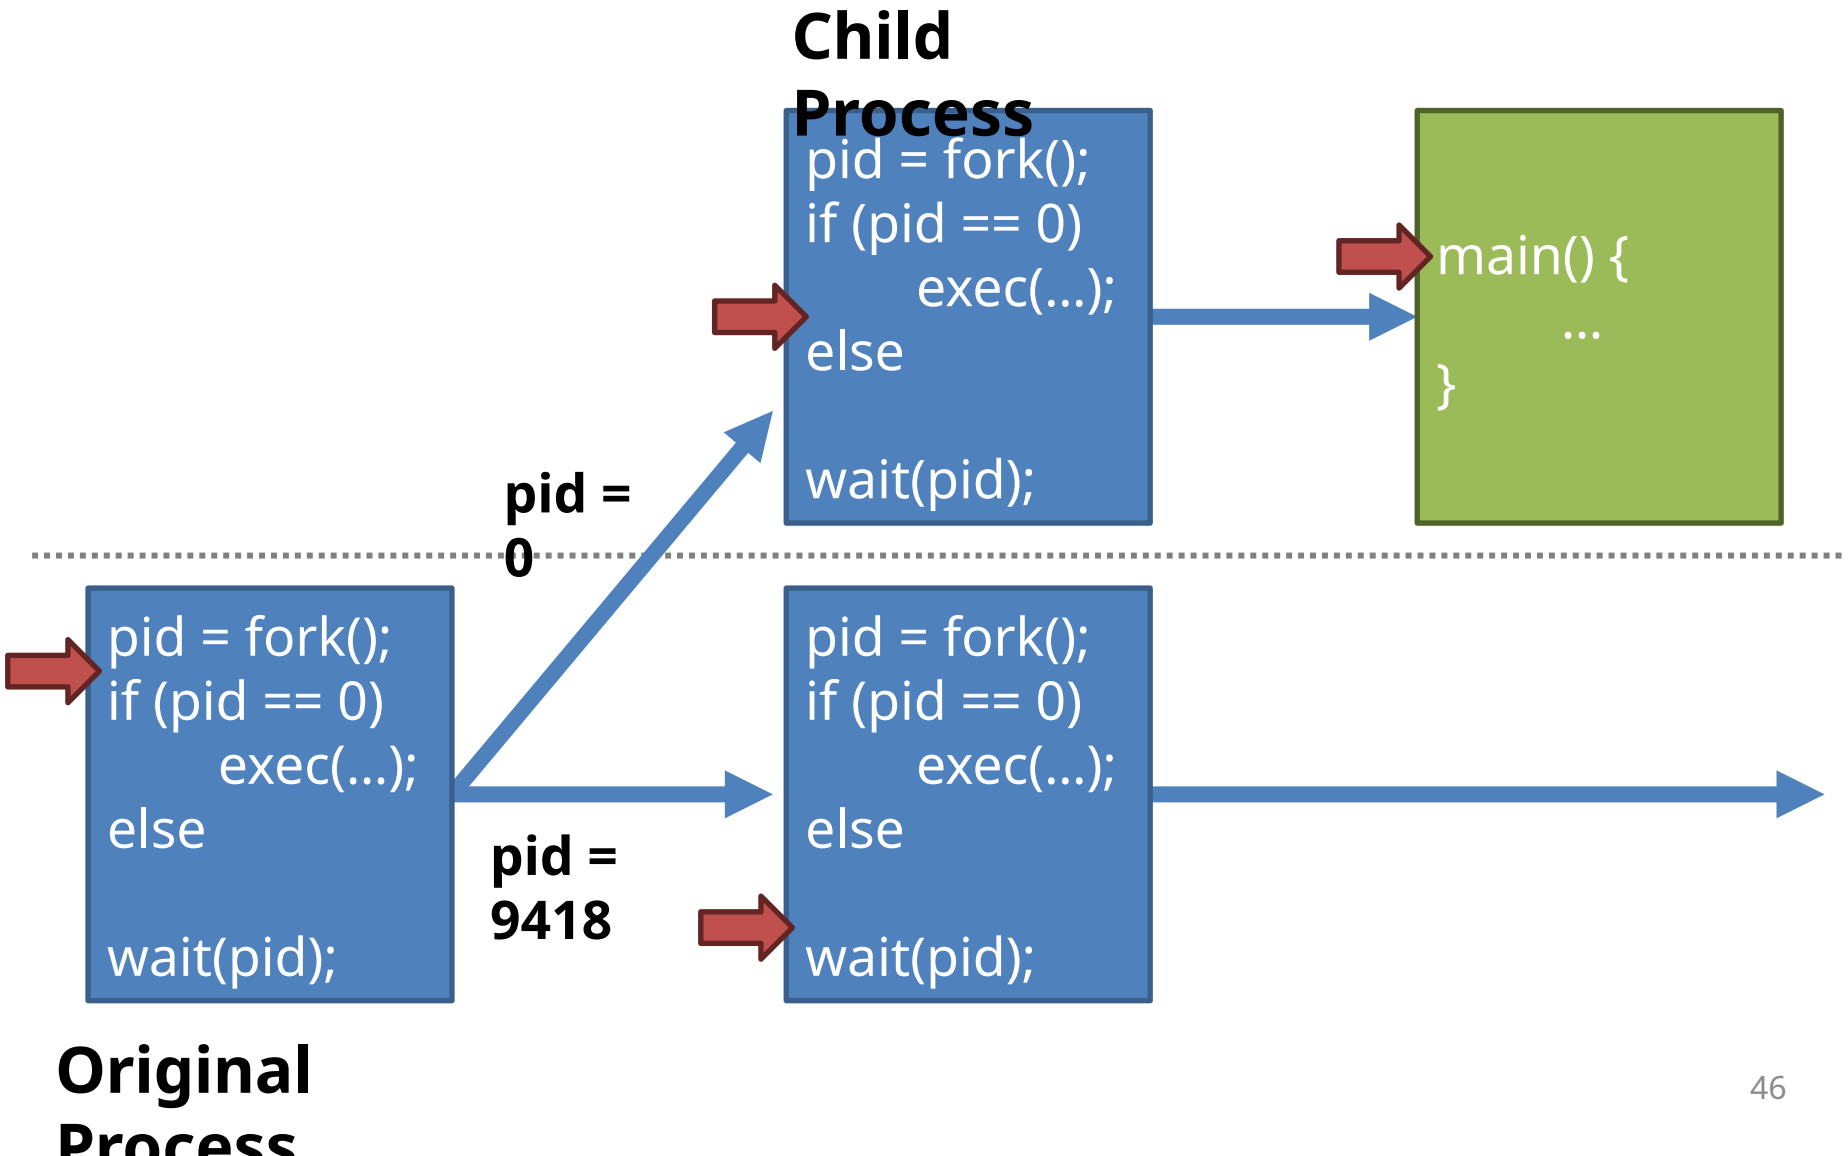 Child
Process
pid = fork();
if (pid == 0)
exec(...);
else
wait(pid);
main() {
...
}
pid =
0
pid = fork();
if (pid == 0)
exec(...);
else
wait(pid);
pid =
9418
pid = fork();
if (pid == 0)
exec(...);
else
wait(pid);
Original
Process
46